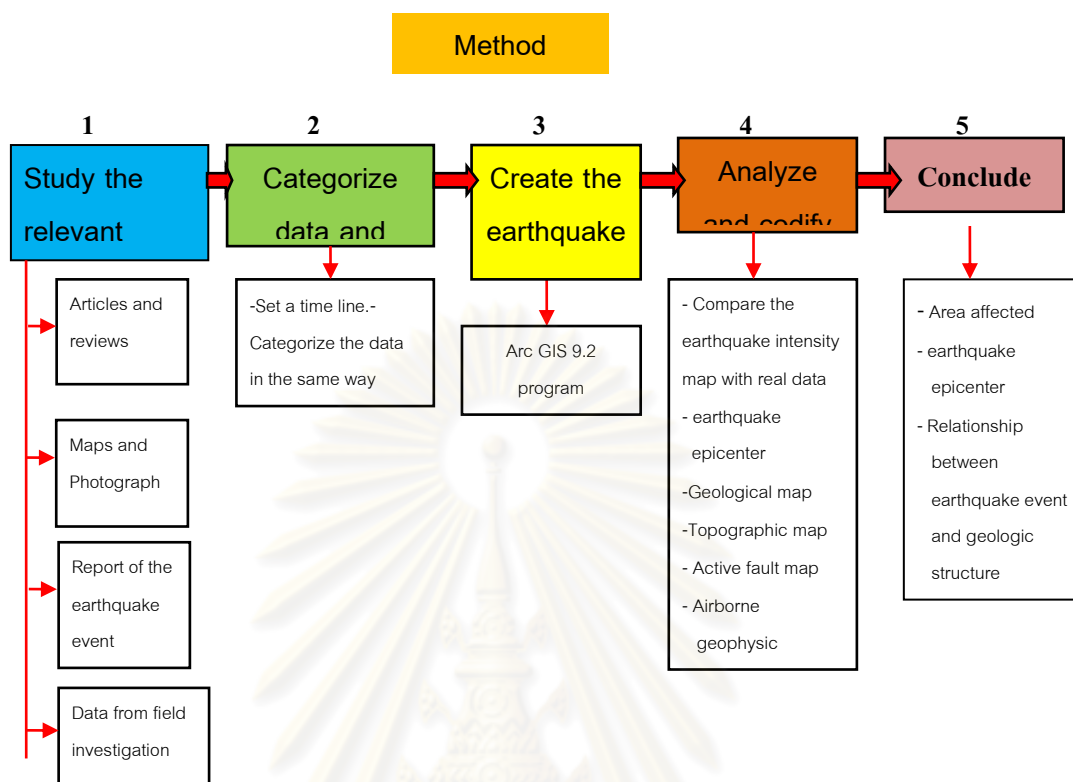 Method
1
2
3
4
5
Study the
relevant
Categorize
data and
Create the
earthquake
Analyze
and codify
Conclude
Articles and
reviews
Maps and
Photograph
Report of the
earthquake
event
Data from field
investigation
-Set a time line.-
Categorize the data
in the same way
Arc GIS 9.2
program
- Compare the
earthquake intensity
map with real data
- earthquake
epicenter
-Geological map
-Topographic map
- Active fault map
- Airborne
geophysic
- Area affected
- earthquake
epicenter
- Relationship
between
earthquake event
and geologic
structure